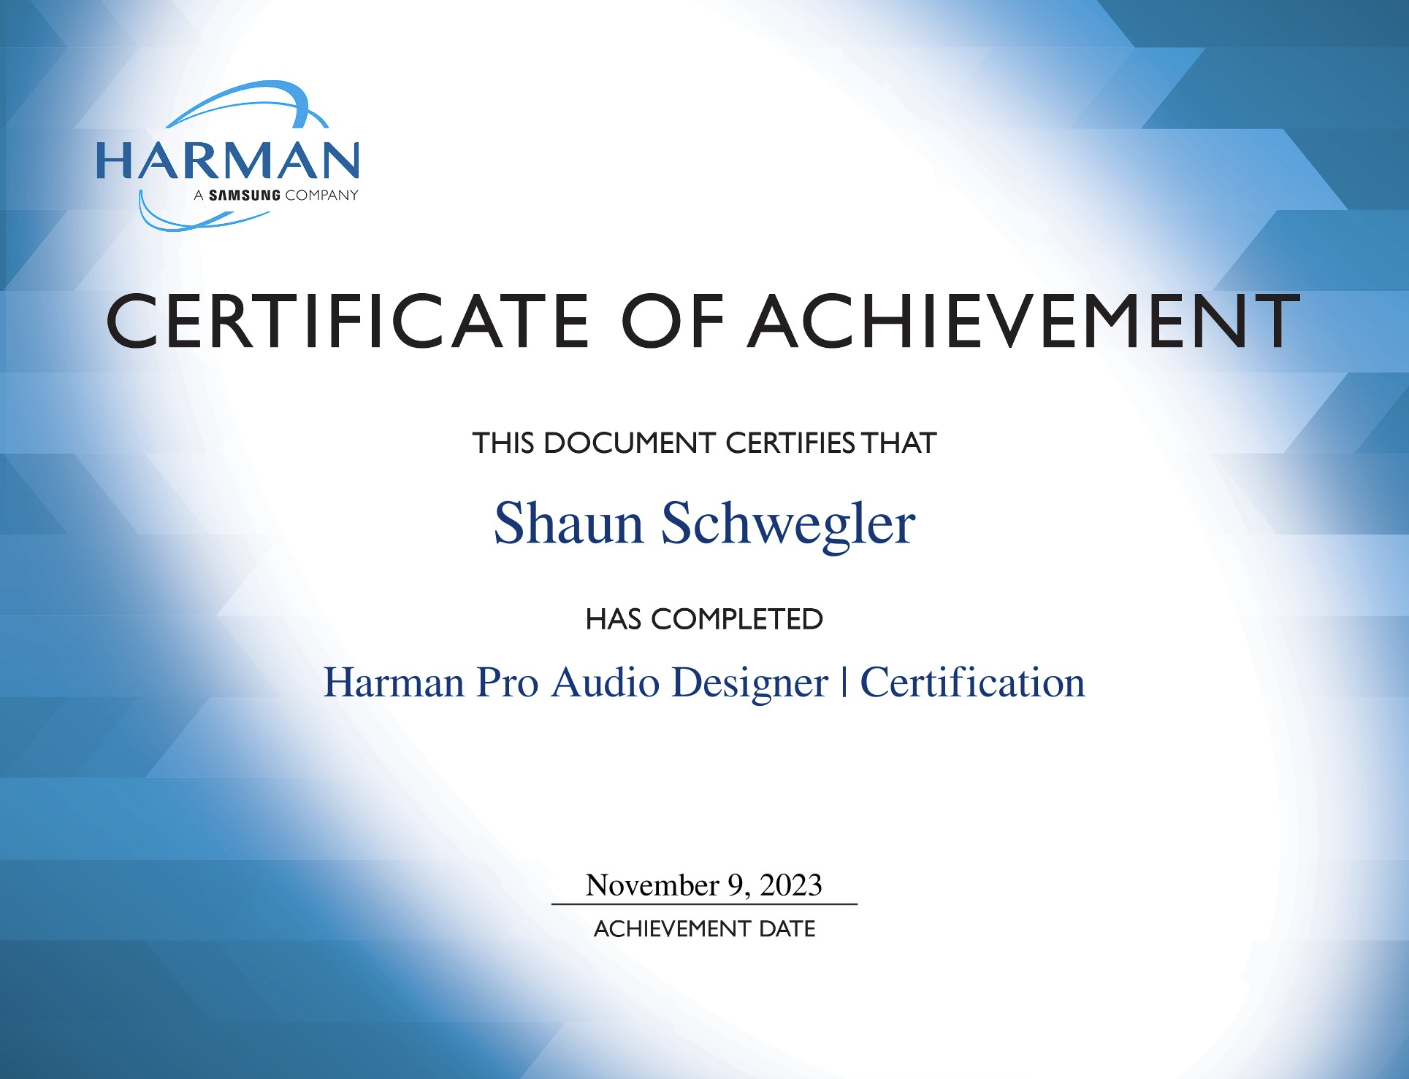 HARMAN
A SAMSUNG COMPANY
CERTIFICATE OF ACHIEVEMENT
THIS DOCUMENT CERTIFIES THAT
Shaun Schwegler
HAS COMPLETED
Harman Pro Audio Designer | Certification
November 9, 2023
ACHIEVEMENT DATE